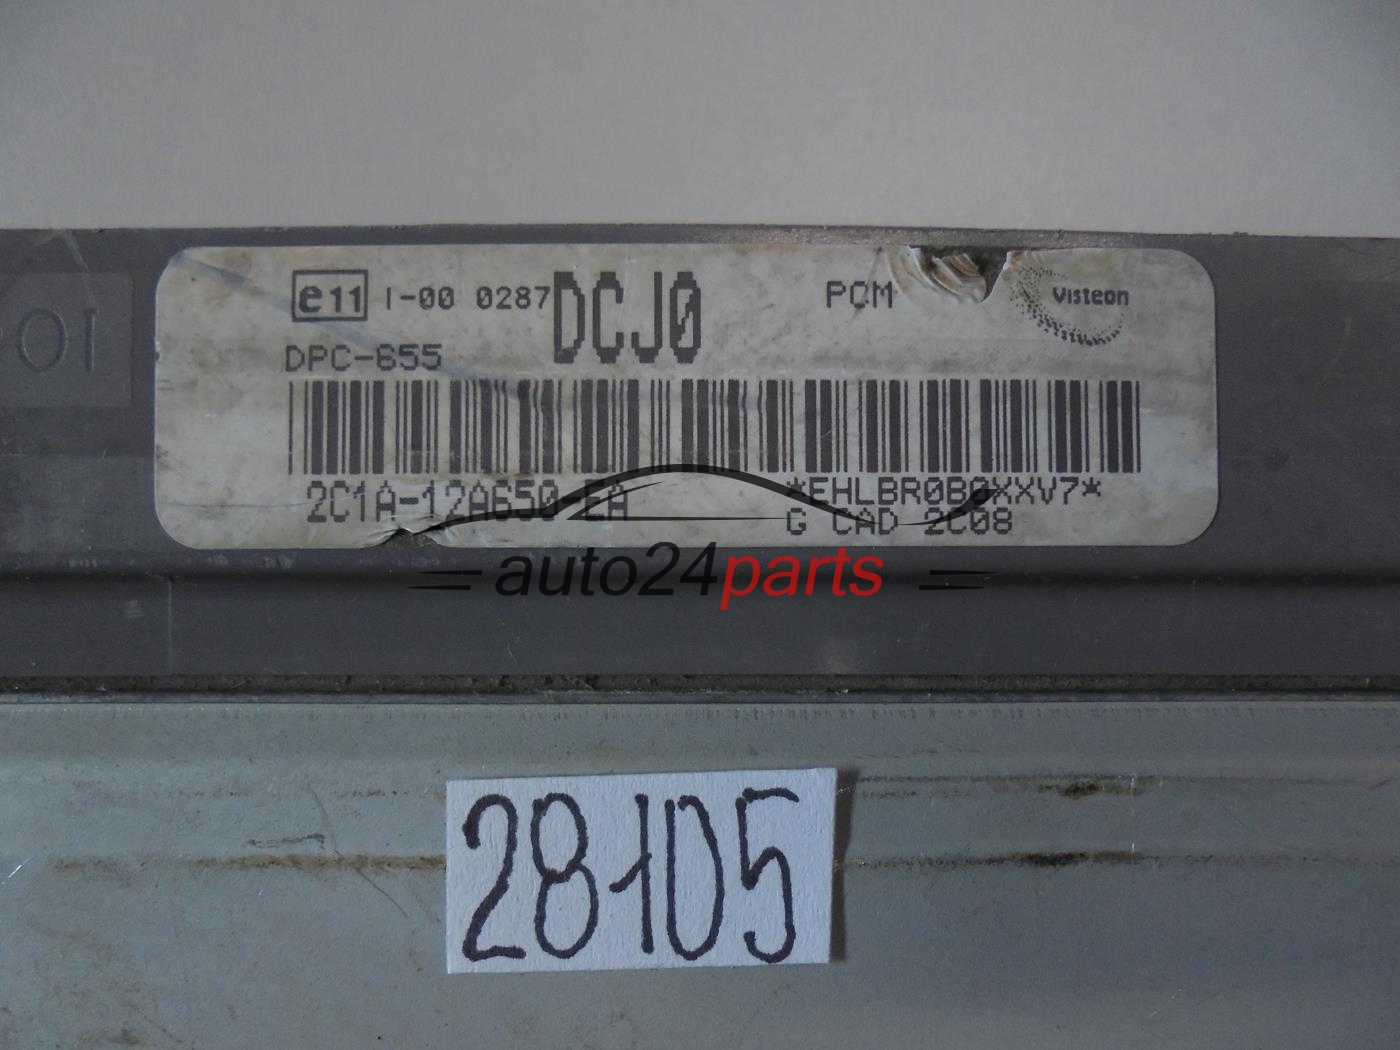 e11 I-00 0287 DCJ0 PCM Visteon
DPC-655
2C1A-12A650-EA *EHLBR0B0XXV7*
G CAD 2C08
auto24parts
28105